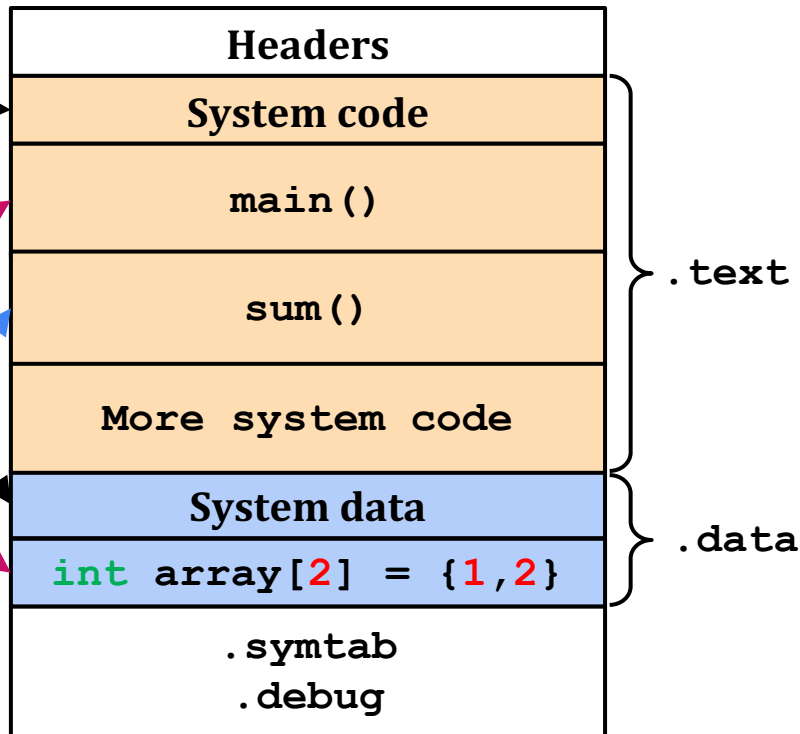 Headers
System code
main()
sum()
.text
More system code
System data
.data
int array[2] = {1,2}
.symtab
.debug